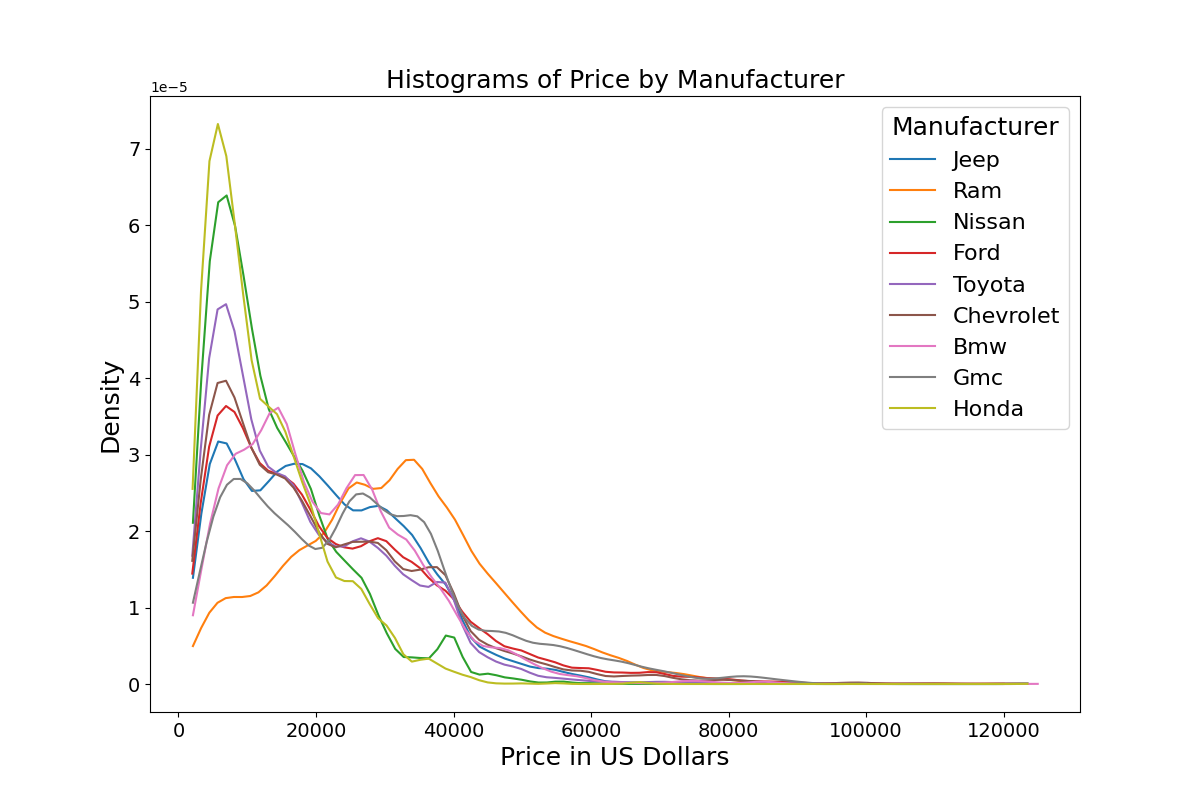 Histograms of Price by Manufacturer
1e−5
Manufacturer
Jeep
Ram
Nissan
Ford
Toyota
Chevrolet
Bmw
Gmc
Honda
7
6
5
4
3
2
1
0
Density
0 20000 40000 60000 80000 100000 120000
Price in US Dollars